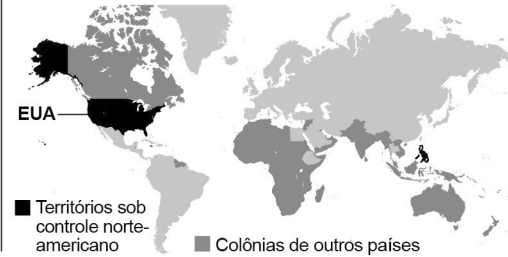 EUA
Territórios sob
controle norte-
americano
Colônias de outros países